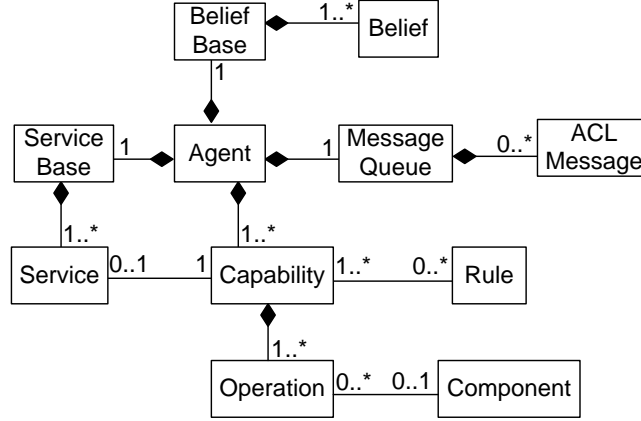 Belief
Base
1..*
Belief
1
Service
Base
1
Agent
1
Message
Queue
0..*
ACL
Message
1..*
1..*
Service
0..1
1
Capability
1..*
0..*
Rule
1..*
Operation
0..*
0..1
Component